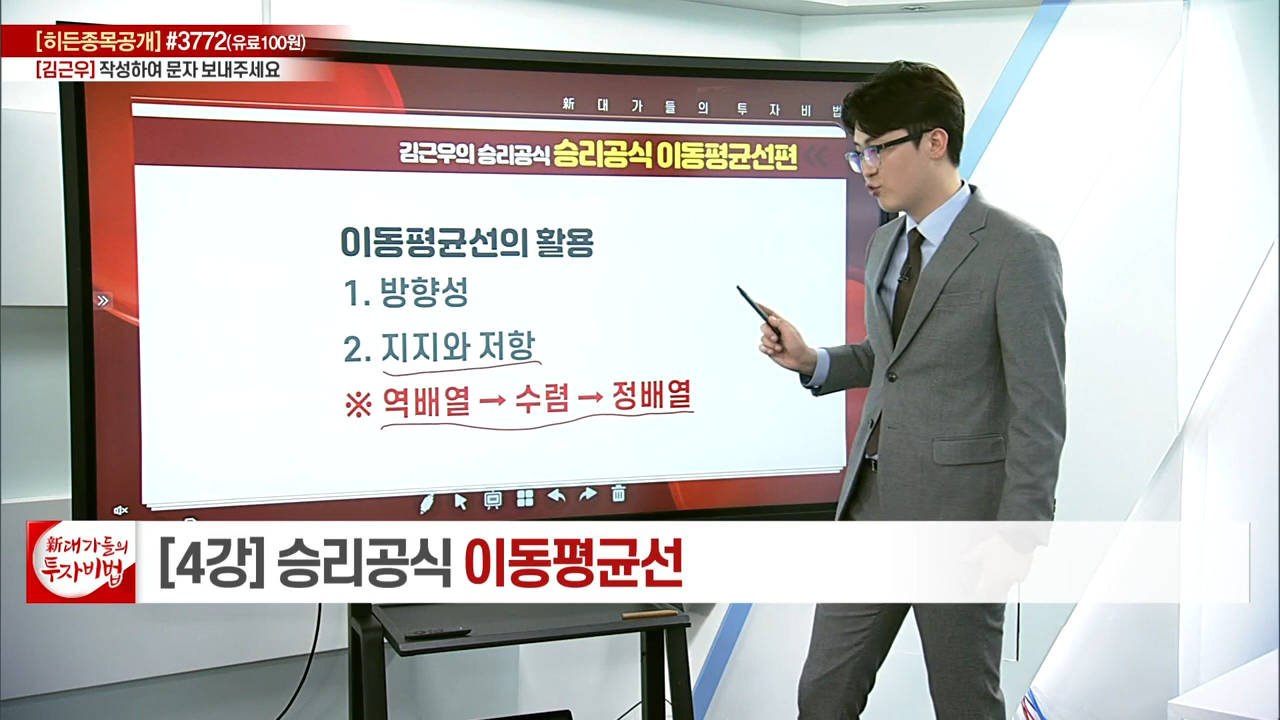 [히든종목공개] #3772(유료100원)
[김근우] 작성하여 문자 보내주세요
新 대 가 들 의 투 자 비 법
김근우의 승리공식 승리공식 이동평균선편
이동평균선의 활용
1. 방향성
2. 지지와 저항
※ 역배열 → 수렴 → 정배열
新대가들의
투자비법
[4강] 승리공식 이동평균선